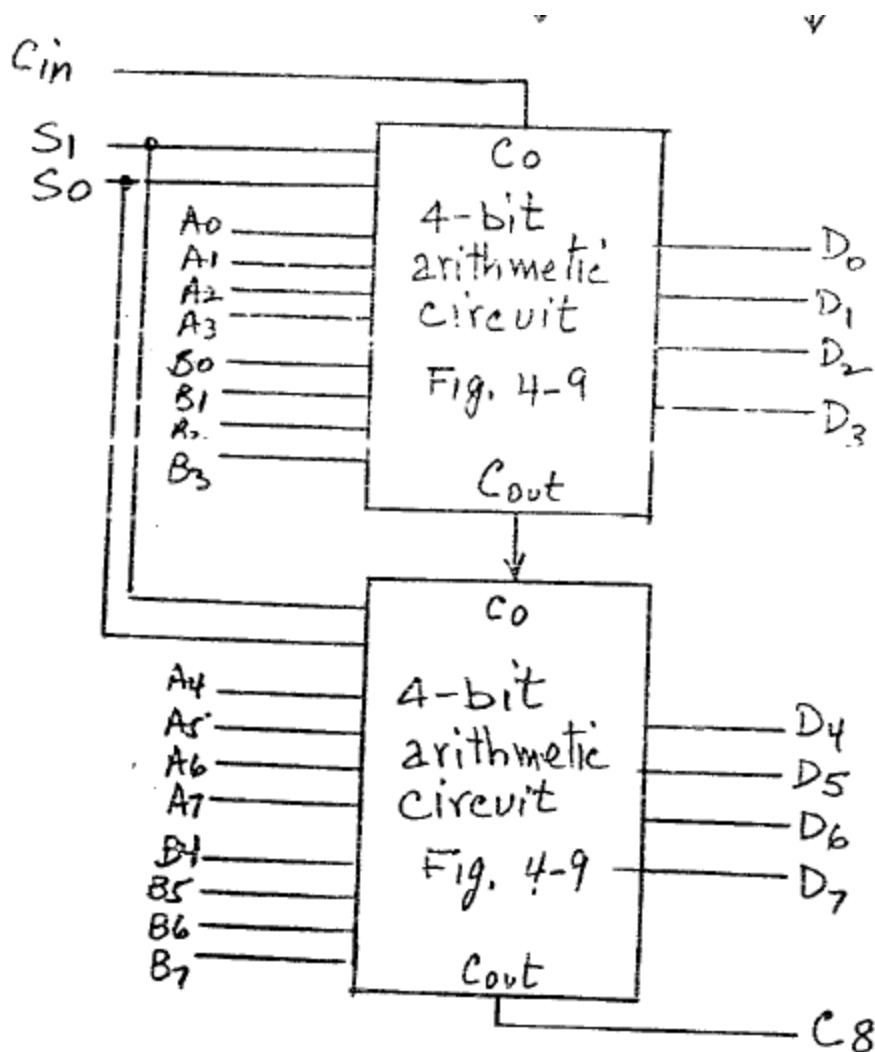 Cin
S1
S0
C0
4-bit
arithmetic
circuit
Fig. 4-9
Cout
A0
A1
A2
A3
B0
B1
B3
D0
D1
D2
D3
C0
4-bit
arithmetic
circuit
Fig. 4-9
Cout
A4
A5
A6
A7
B4
B5
B6
B7
D4
D5
D6
D7
C8